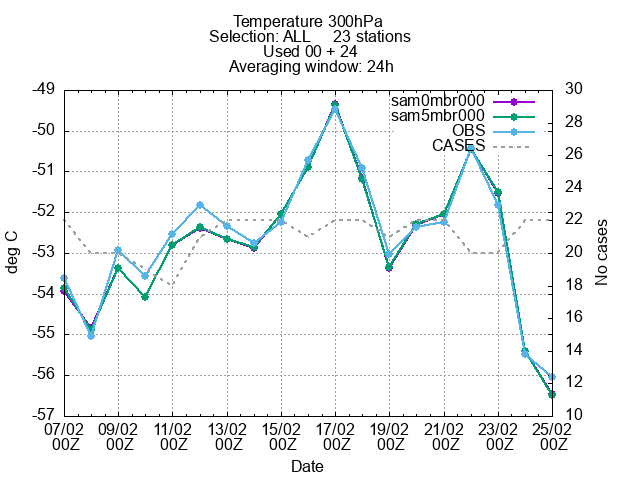 Temperature 300hPa
Selection: ALL 23 stations
Used 00 + 24
Averaging window: 24h
sam0mbr000
sam5mbr000
OBS
CASES
-49
-50
-51
-52
-53
-54
-55
-56
-57
deg C
30
28
26
24
22
20
18
16
14
12
10
No cases
07/02 09/02 11/02 13/02 15/02 17/02 19/02 21/02 23/02 25/02
00Z 00Z 00Z 00Z 00Z 00Z 00Z 00Z 00Z 00Z
Date